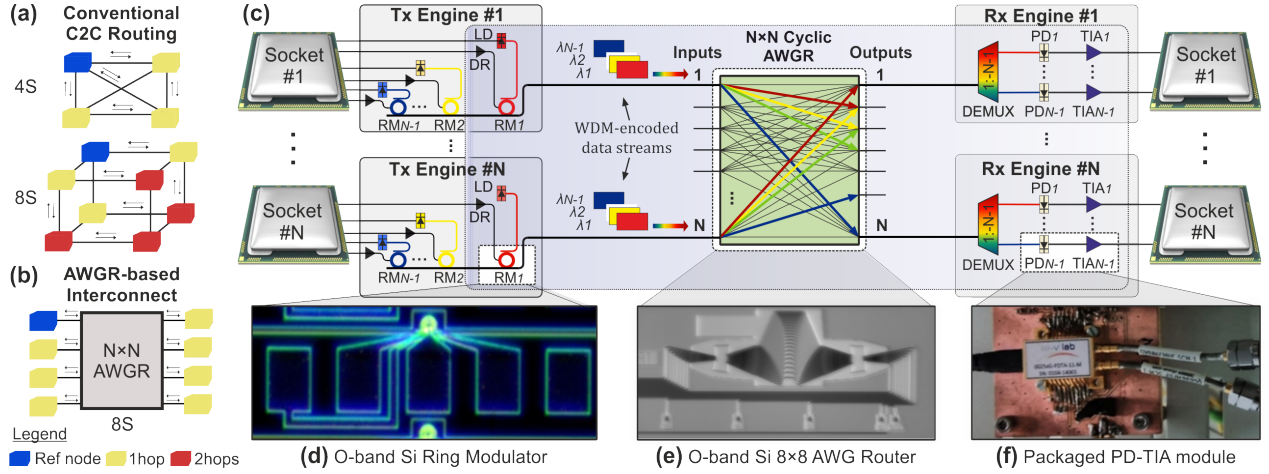 (a) Conventional
C2C Routing
4S
8S
(b) AWGR-based
Interconnect
N×N
AWGR
8S
Legend
Ref node
1hop
2hops
(c)
Tx Engine #1
Socket
#1
LD
DR
RMN-1
...
RM2
RM1
λN-1
λ2
λ1
Inputs
1
N×N Cyclic
AWGR
Outputs
1
Rx Engine #1
1:-N-1
DEMUX
PD1
TIA1
PDN-1
TIAN-1
Socket
#1
WDM-encoded
data streams
Tx Engine #N
Socket
#N
LD
DR
RMN-1
...
RM2
RM1
λN-1
λ2
λ1
N
N
Rx Engine #N
1:-N-1
DEMUX
PD1
TIA1
PDN-1
TIAN-1
Socket
#N
(d) O-band Si Ring Modulator
(e) O-band Si 8×8 AWG Router
(f) Packaged PD-TIA module